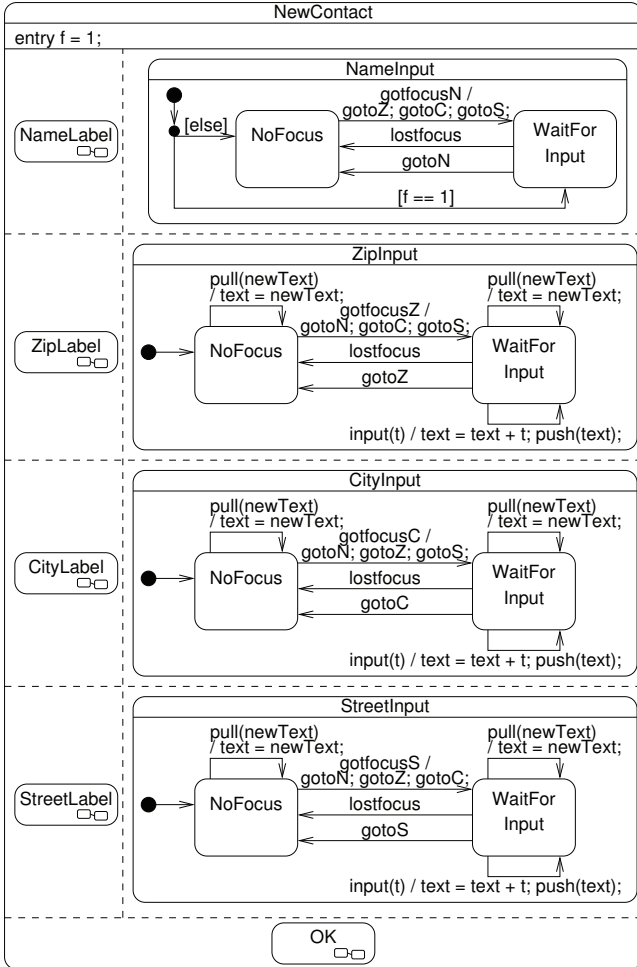 NewContact
entry f = 1;
NameLabel
NameInput
[else]
NoFocus
gotfocusN /
gotoZ; gotoC; gotoS;
lostfocus
gotoN
WaitFor
Input
[f == 1]
ZipLabel
ZipInput
pull(newText)
/ text = newText;
NoFocus
gotfocusZ /
gotoN; gotoC; gotoS;
lostfocus
gotoZ
pull(newText)
/ text = newText;
WaitFor
Input
input(t) / text = text + t; push(text);
CityLabel
CityInput
pull(newText)
/ text = newText;
NoFocus
gotfocusC /
gotoN; gotoZ; gotoS;
lostfocus
gotoC
pull(newText)
/ text = newText;
WaitFor
Input
input(t) / text = text + t; push(text);
StreetLabel
StreetInput
pull(newText)
/ text = newText;
NoFocus
gotfocusS /
gotoN; gotoZ; gotoC;
lostfocus
gotoS
pull(newText)
/ text = newText;
WaitFor
Input
input(t) / text = text + t; push(text);
OK